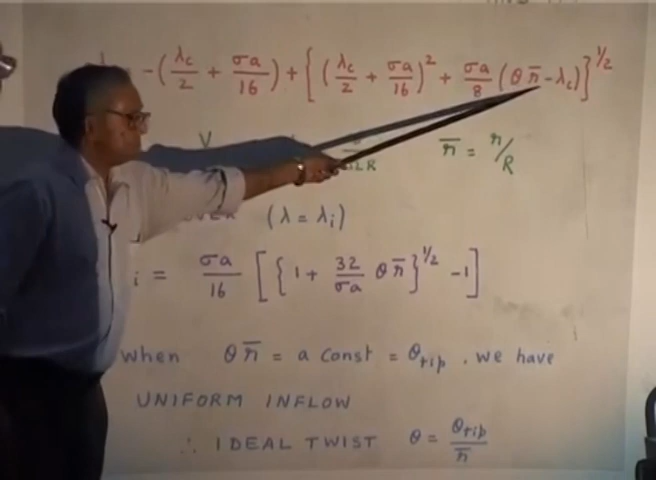 -(λc/2 + σa/16) + [(λc/2 + σa/16)² + σa/8 (θ r̄ - λc)]^1/2
r̄ = r/R
(λ = λi)
i = σa/16 [{1 + 32/σa θ r̄}^1/2 - 1]
When θ r̄ = a const = θtip . we have
UNIFORM INFLOW
∴ IDEAL TWIST θ = θtip/r̄